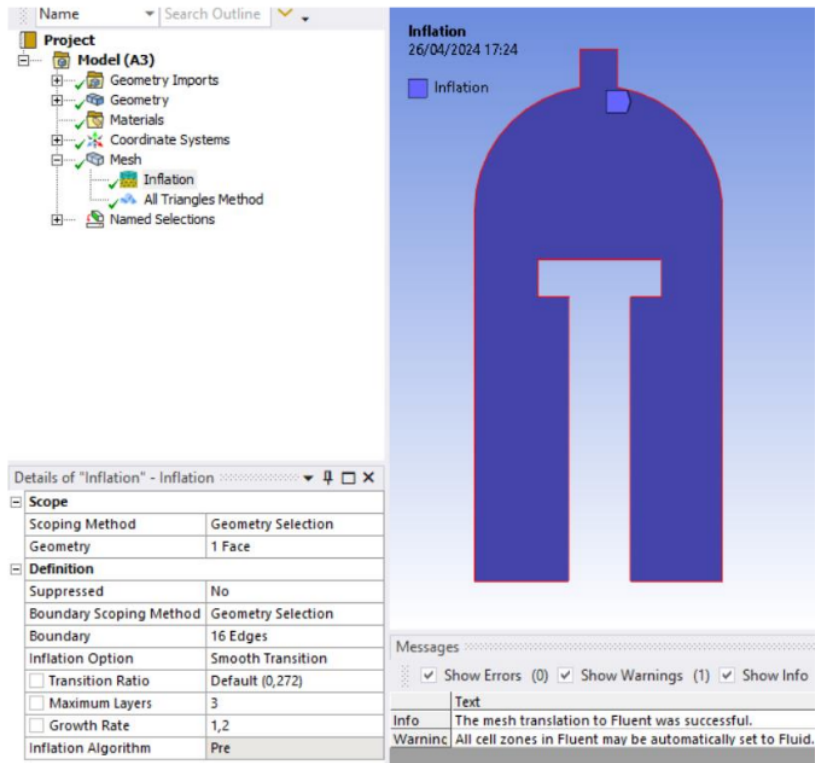 Name Search Outline
Project
Model (A3)
Geometry Imports
Geometry
Materials
Coordinate Systems
Mesh
Inflation
All Triangles Method
Named Selections
Details of "Inflation" - Inflation
Scope
Scoping Method Geometry Selection
Geometry 1 Face
Definition
Suppressed No
Boundary Scoping Method Geometry Selection
Boundary 16 Edges
Inflation Option Smooth Transition
Transition Ratio Default (0,272)
Maximum Layers 3
Growth Rate 1,2
Inflation Algorithm Pre
Inflation
26/04/2024 17:24
Inflation
Messages
Show Errors (0) Show Warnings (1) Show Info
Text
Info The mesh translation to Fluent was successful.
Warninc All cell zones in Fluent may be automatically set to Fluid.